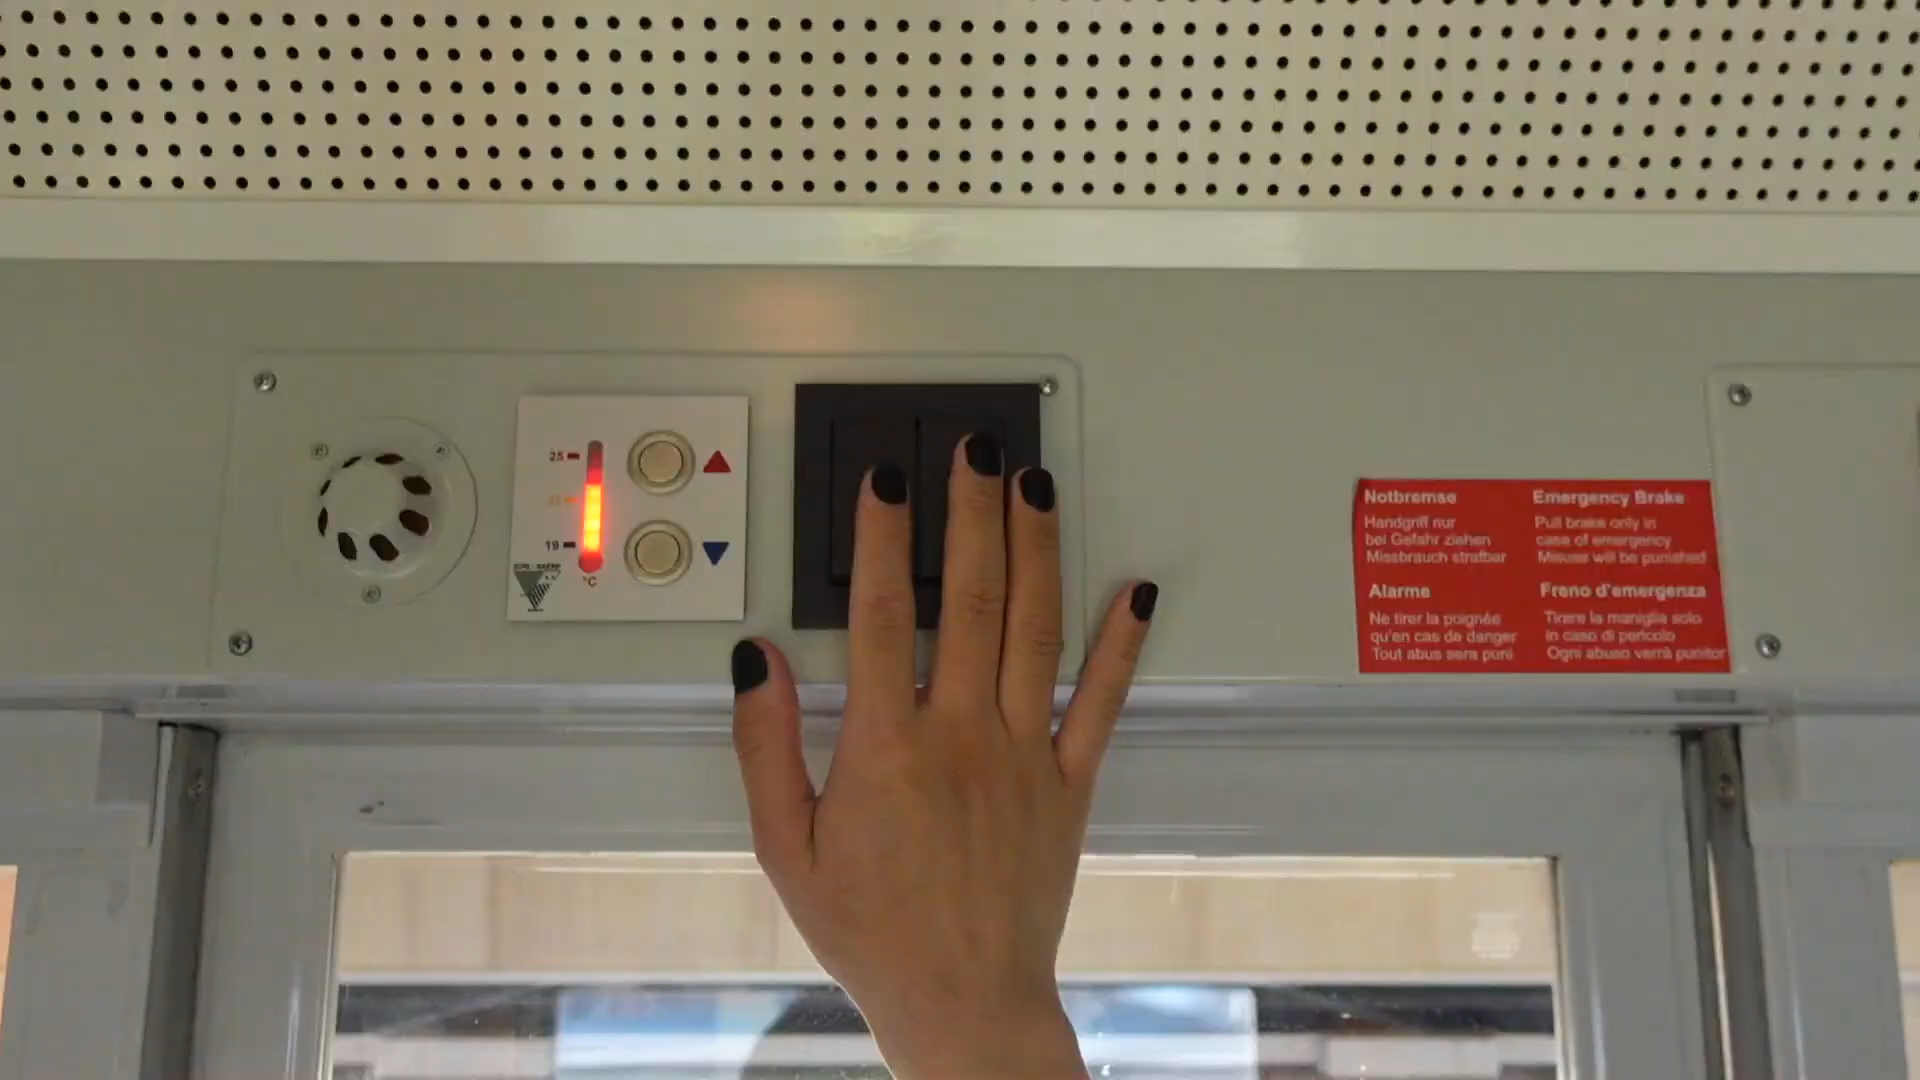 25
22
19
°C
Notbremse
Handgriff nur
bei Gefahr ziehen
Missbrauch strafbar
Emergency Brake
Pull brake only in
case of emergency
Misuse will be punished
Alarme
Ne tirer la poignée
qu'en cas de danger
Tout abus sera puni
Freno d'emergenza
Tirare la maniglia solo
in caso di pericolo
Ogni abuso verrà punitor